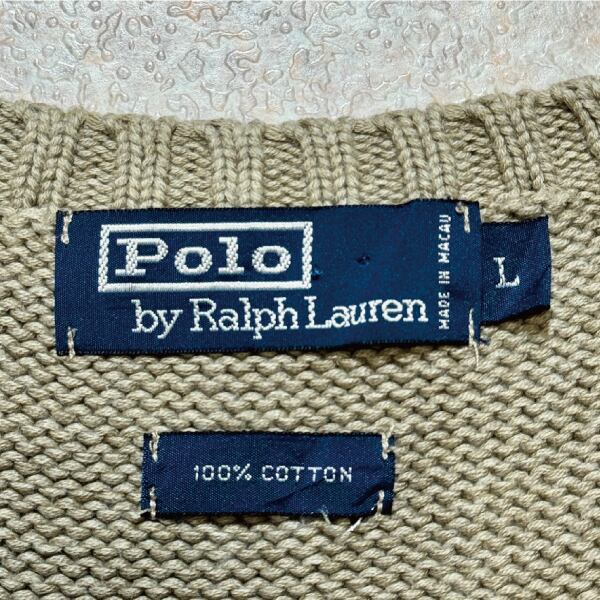 Polo
by Ralph Lauren
MADE IN MACAU
L
100% COTTON